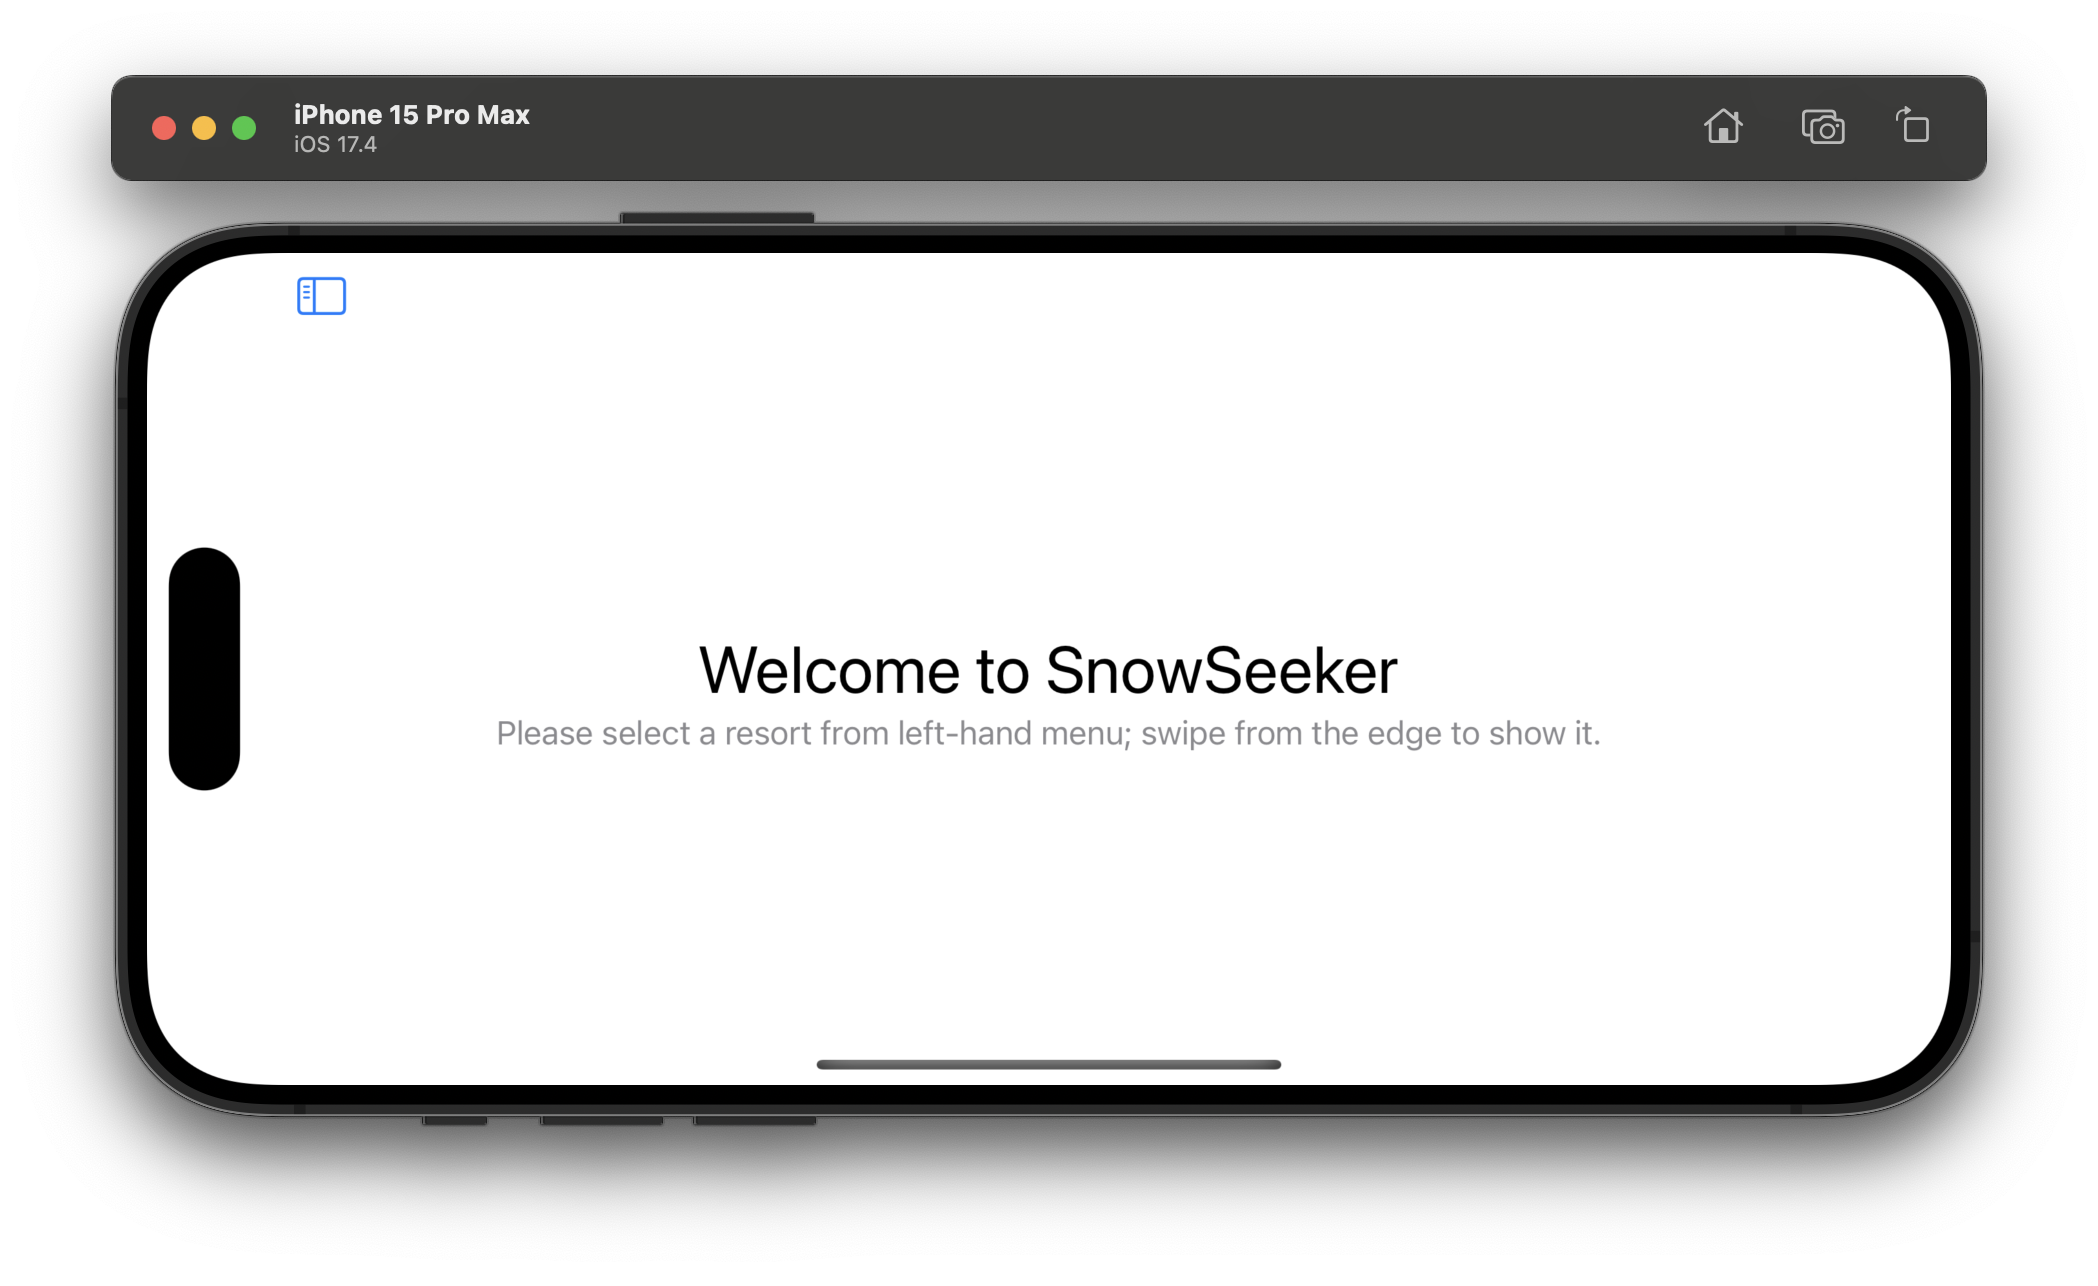 iPhone 15 Pro Max
iOS 17.4
Welcome to SnowSeeker
Please select a resort from left-hand menu; swipe from the edge to show it.